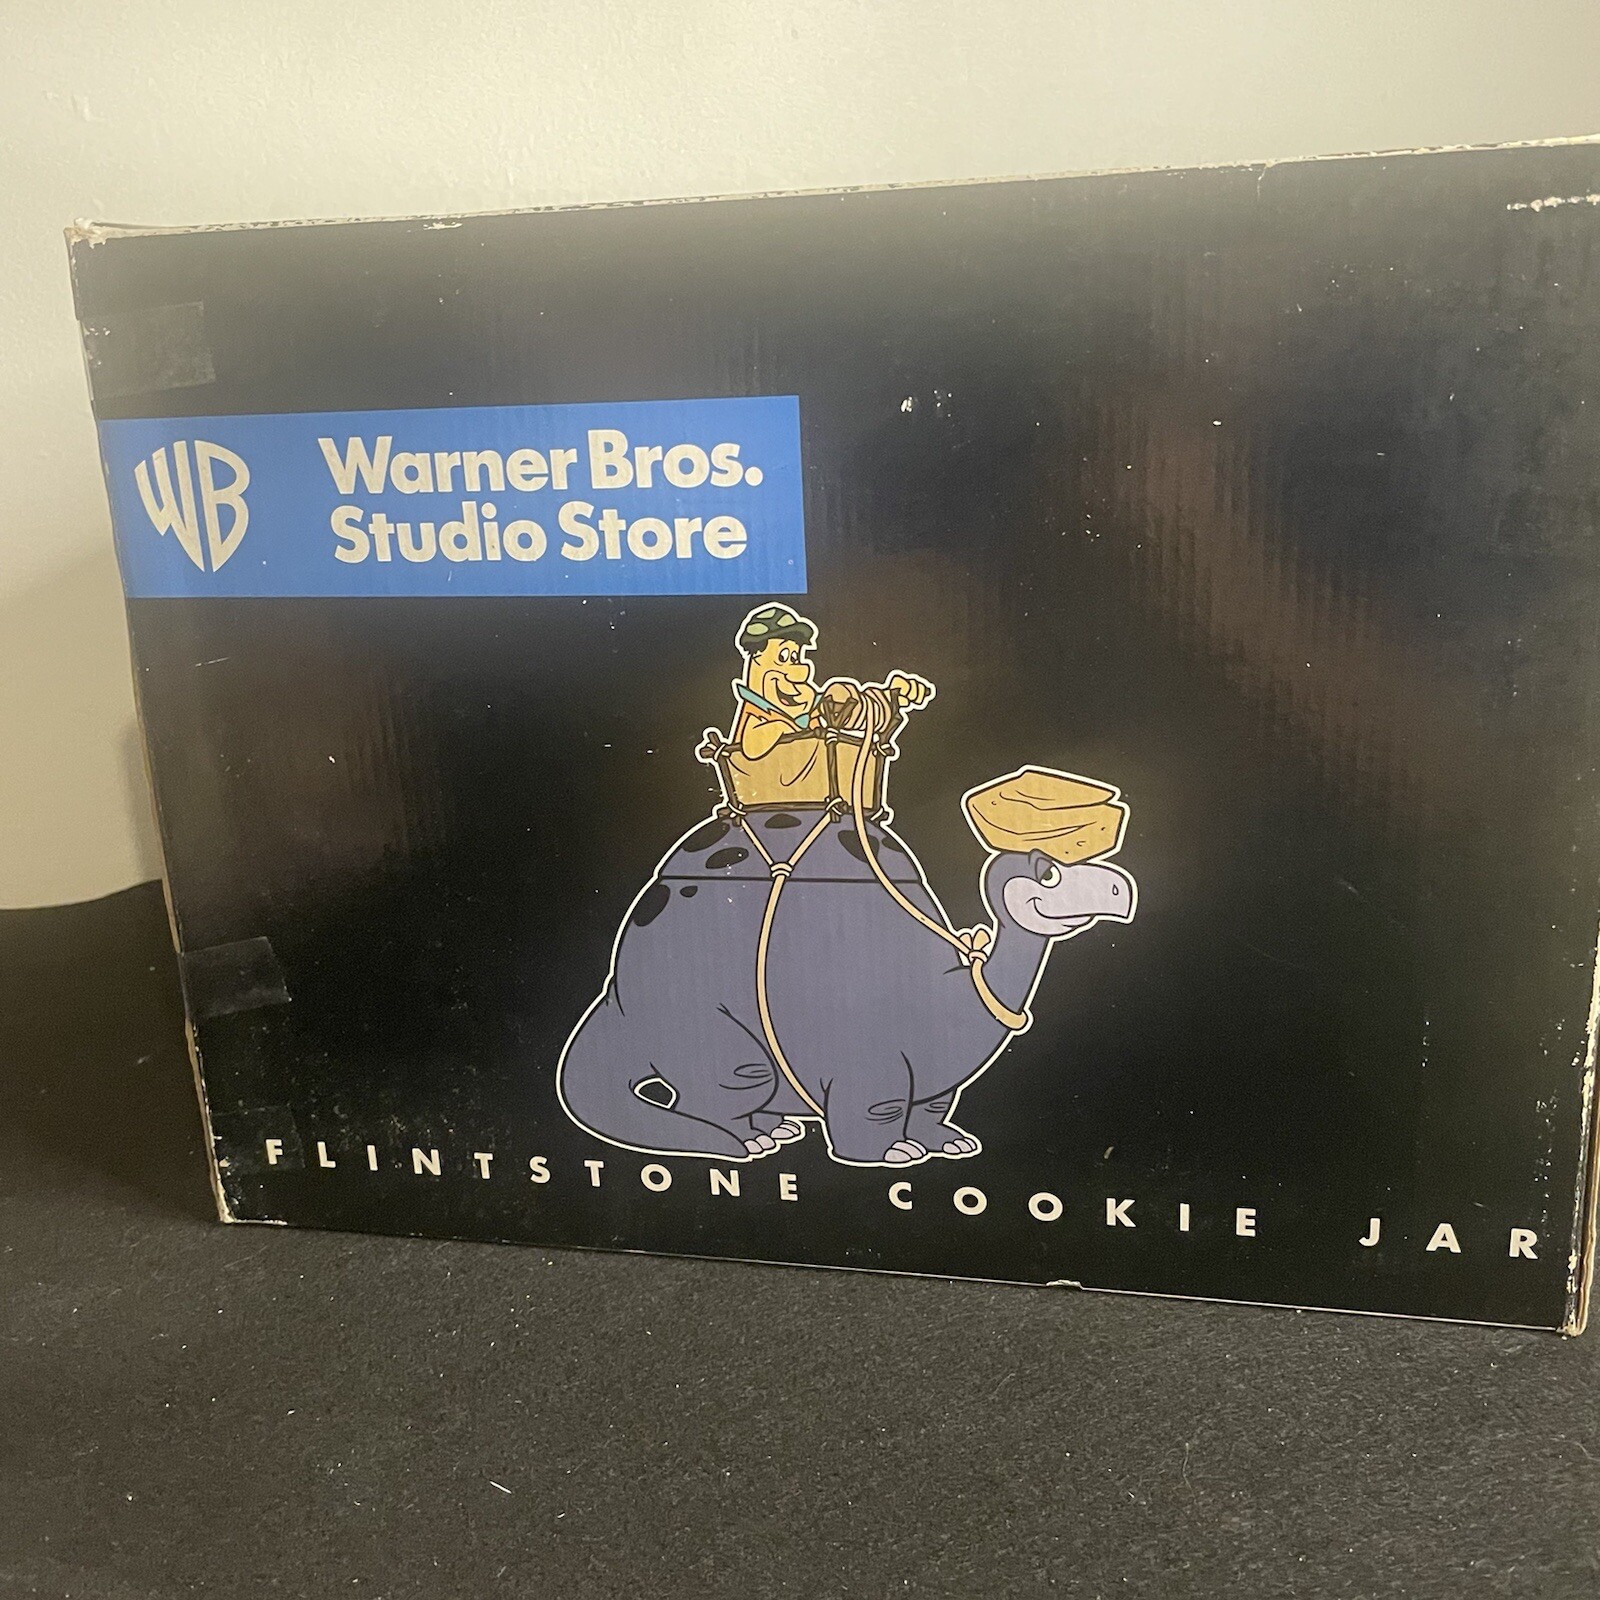 WB
Warner Bros.
Studio Store
FLINTSTONE COOKIE JAR